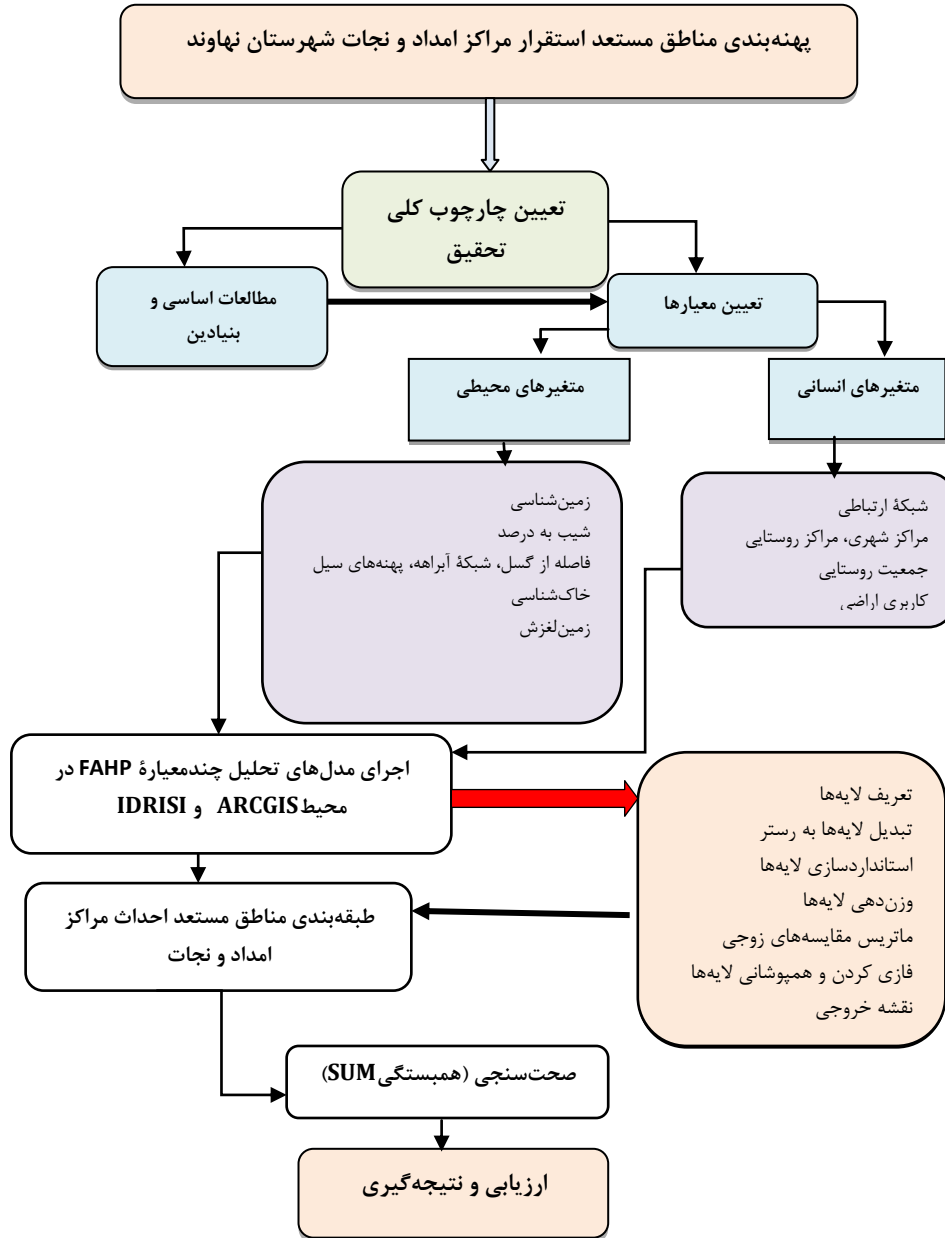 پهنه‌بندی مناطق مستعد استقرار مراکز امداد و نجات شهرستان نهاوند
تعیین چارچوب کلی
تحقیق
مطالعات اساسی و
بنیادین
تعیین معیارها
متغیرهای انسانی
متغیرهای محیطی
شبکۀ ارتباطی
مراکز شهری، مراکز روستایی
جمعیت روستایی
کاربری اراضی
زمین‌شناسی
شیب به درصد
فاصله از گسل، شبکۀ آبراهه، پهنه‌های سیل
خاک‌شناسی
زمین‌لغزش
اجرای مدل‌های تحلیل چندمعیارۀ FAHP در
محیط ARCGIS و IDRISI
تعریف لایه‌ها
تبدیل لایه‌ها به رستر
استانداردسازی لایه‌ها
وزن‌دهی لایه‌ها
ماتریس مقایسه‌های زوجی
فازی کردن و همپوشانی لایه‌ها
نقشه خروجی
طبقه‌بندی مناطق مستعد احداث مراکز
امداد و نجات
صحت‌سنجی (همبستگی SUM)
ارزیابی و نتیجه‌گیری